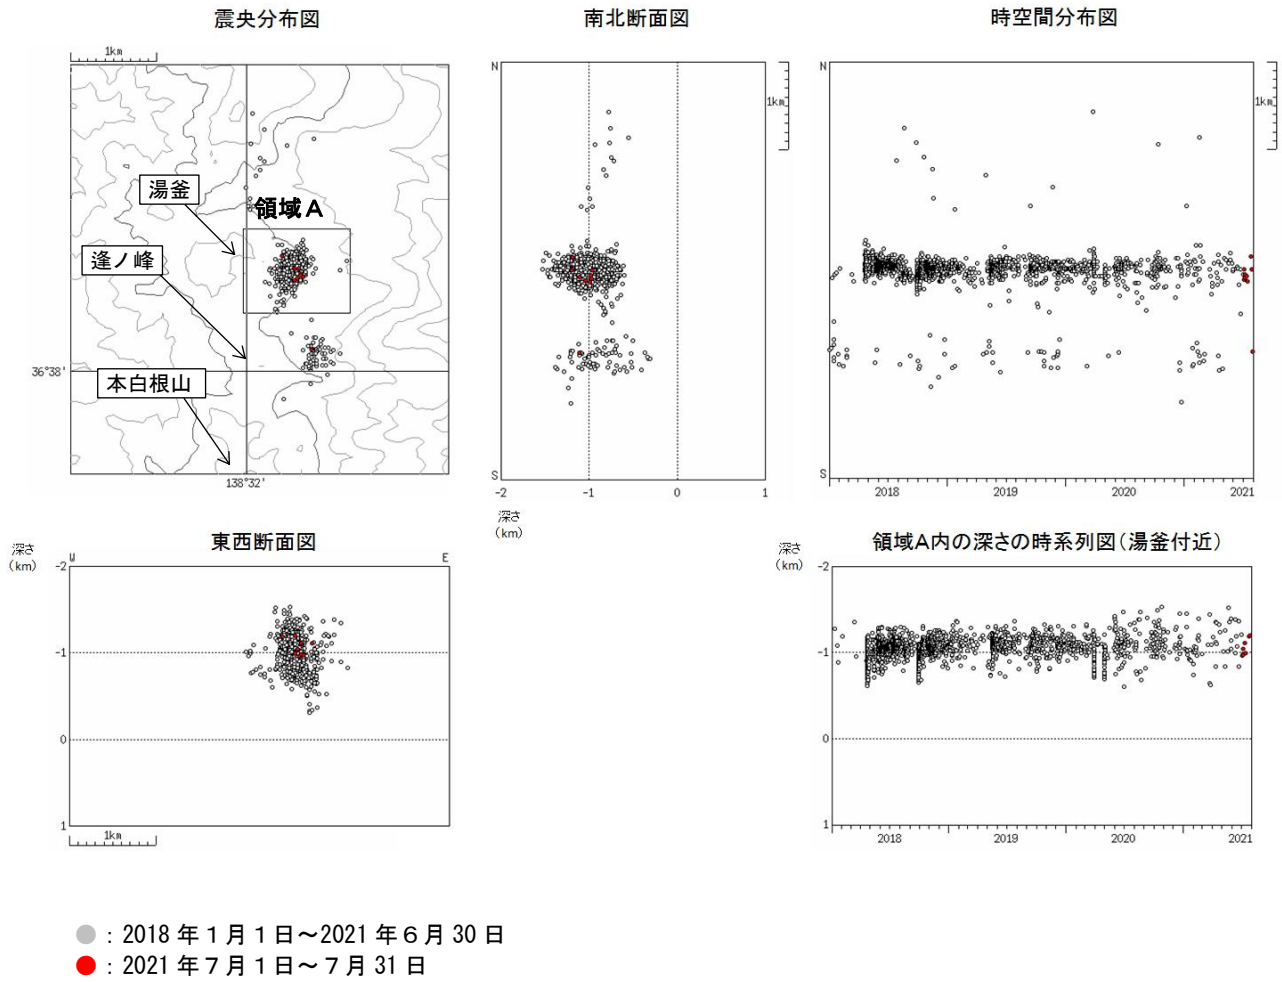 震央分布図
1km
湯釜
領域A
逢ノ峰
本白根山
36°38'
138°32'
南北断面図
N
S
1km
-2
-1
0
1
深さ
(km)
時空間分布図
N
S
1km
2018
2019
2020
2021
東西断面図
深さ
(km)
W
E
-2
-1
0
1
1km
領域A内の深さの時系列図(湯釜付近)
深さ
(km)
-2
-1
0
1
2018
2019
2020
2021
:2018年1月1日~2021年6月30日
:2021年7月1日~7月31日